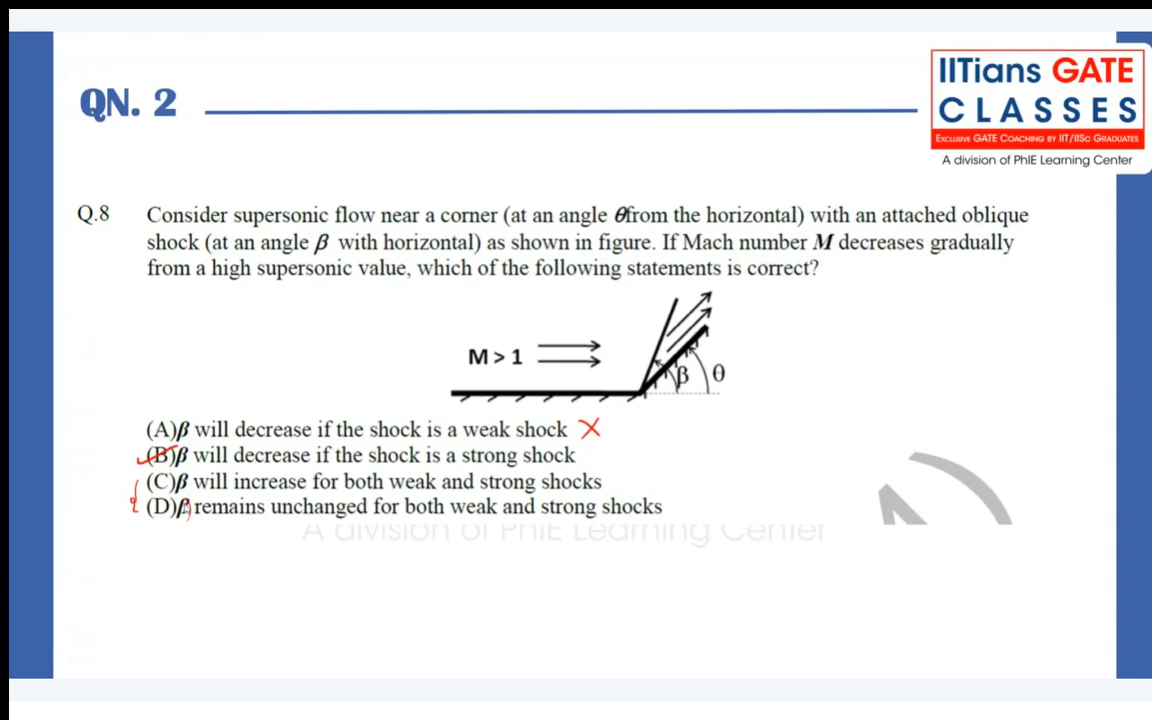 IITians GATE
CLASSES
EXCLUSIVE GATE COACHING BY IIT/IISC GRADUATES
A division of PhIE Learning Center
QN. 2
Q.8 Consider supersonic flow near a corner (at an angle θfrom the horizontal) with an attached oblique
shock (at an angle β with horizontal) as shown in figure. If Mach number M decreases gradually
from a high supersonic value, which of the following statements is correct?
M > 1
β θ
(A)β will decrease if the shock is a weak shock ×
(B)β will decrease if the shock is a strong shock
(C)β will increase for both weak and strong shocks
(D)β remains unchanged for both weak and strong shocks
A division of PhIE Learning Center